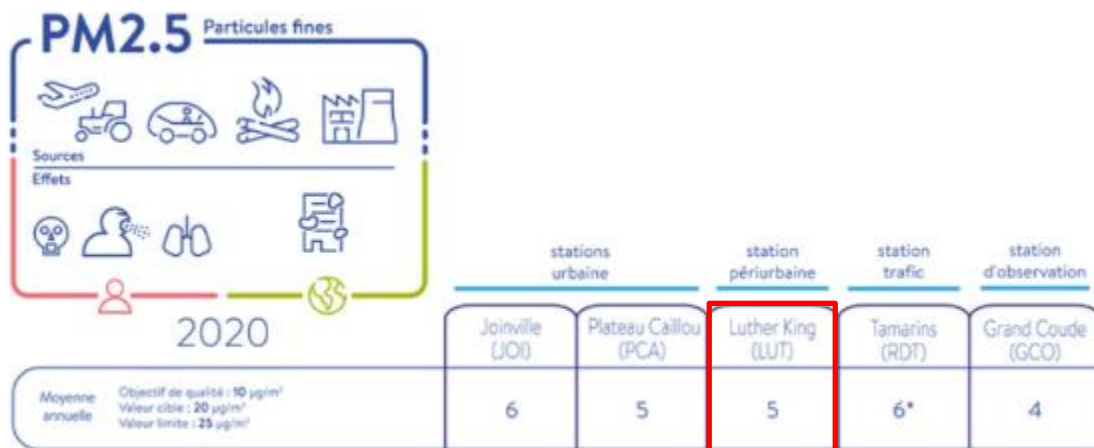 PM2.5 Particules fines
Sources
Effets
stations
urbaine
station
périurbaine
station
trafic
station
d'observation
2020
Joinville
(JOI)
Plateau Caillou
(PCA)
Luther King
(LUT)
Tamarins
(RDT)
Grand Coude
(GCO)
Moyenne
annuelle
Objectif de qualité : 10 µg/m³
Valeur cible : 20 µg/m³
Valeur limite : 25 µg/m³
6
5
5
6*
4